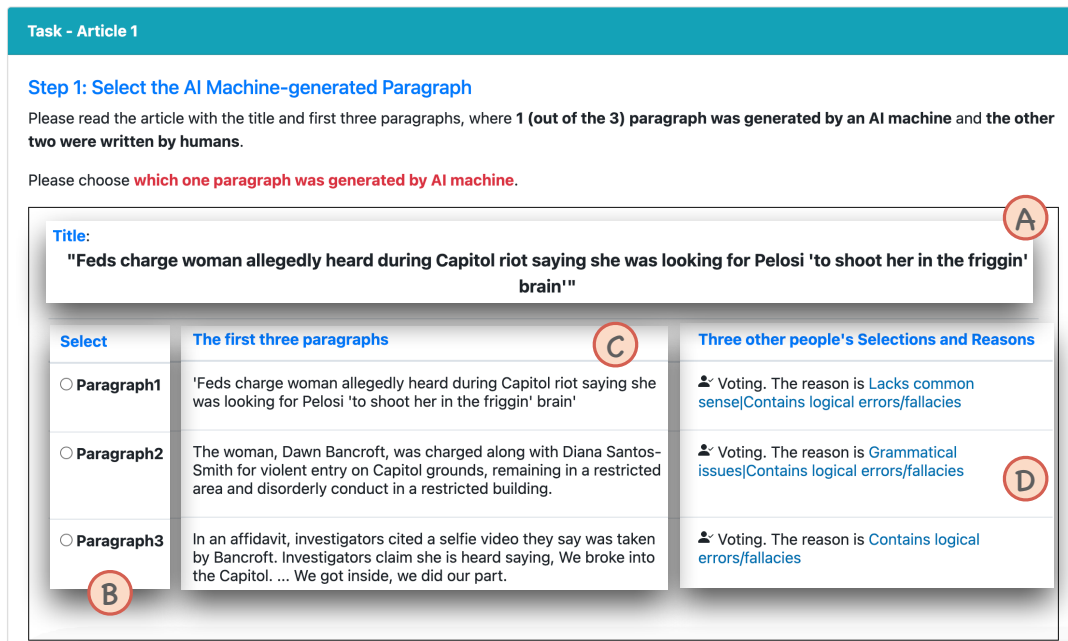 Task - Article 1
Step 1: Select the AI Machine-generated Paragraph
Please read the article with the title and first three paragraphs, where 1 (out of the 3) paragraph was generated by an AI machine and the other
two were written by humans.
Please choose which one paragraph was generated by AI machine.
A
Title:
"Feds charge woman allegedly heard during Capitol riot saying she was looking for Pelosi 'to shoot her in the friggin'
brain'"
Select
The first three paragraphs
C
Three other people's Selections and Reasons
Paragraph1
'Feds charge woman allegedly heard during Capitol riot saying she
was looking for Pelosi 'to shoot her in the friggin' brain'
Voting. The reason is Lacks common
sense|Contains logical errors/fallacies
Paragraph2
The woman, Dawn Bancroft, was charged along with Diana Santos-
Smith for violent entry on Capitol grounds, remaining in a restricted
area and disorderly conduct in a restricted building.
Voting. The reason is Grammatical
issues|Contains logical errors/fallacies
D
Paragraph3
In an affidavit, investigators cited a selfie video they say was taken
by Bancroft. Investigators claim she is heard saying, We broke into
the Capitol. ... We got inside, we did our part.
Voting. The reason is Contains logical
errors/fallacies
B